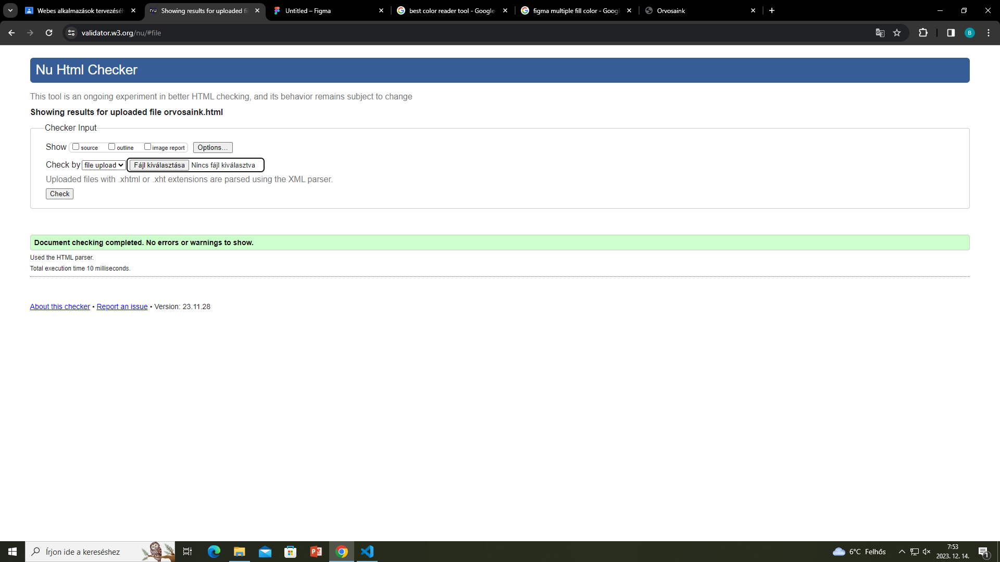 Webes alkalmazások tervezéséh
Showing results for uploaded fi
Untitled – Figma
best color reader tool - Google
figma multiple fill color - Googl
Orvosaink
validator.w3.org/nu/#file
B
Nu Html Checker
This tool is an ongoing experiment in better HTML checking, and its behavior remains subject to change
Showing results for uploaded file orvosaink.html
Checker Input
Show source outline image report Options...
Check by file upload Fájl kiválasztása Nincs fájl kiválasztva
Uploaded files with .xhtml or .xht extensions are parsed using the XML parser.
Check
Document checking completed. No errors or warnings to show.
Used the HTML parser.
Total execution time 10 milliseconds.
About this checker • Report an issue • Version: 23.11.28
Írjon ide a kereséshez
6°C Felhős
7:53
2023. 12. 14.
1